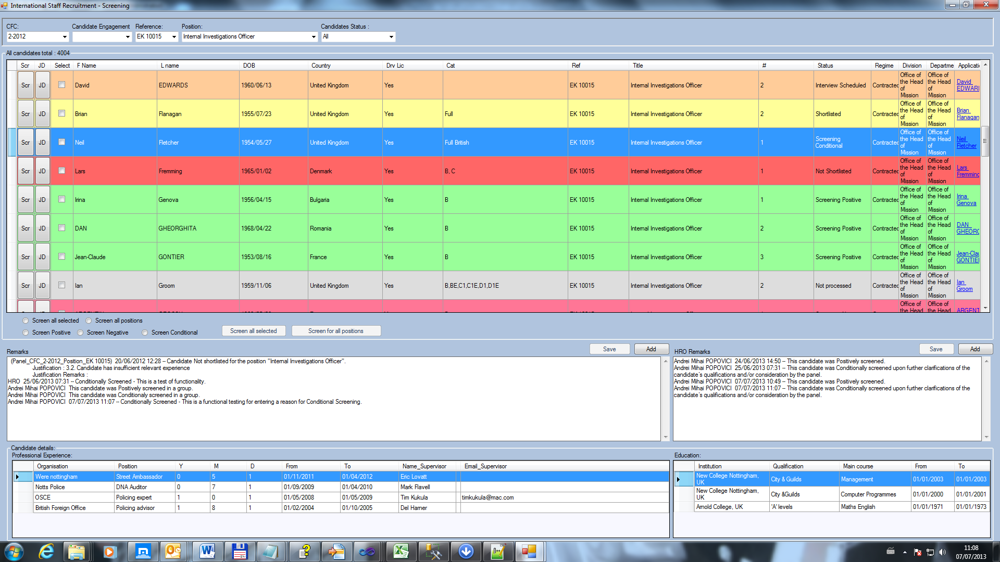 International Staff Recruitment - Screening
CFC: Candidate Engagement Reference: Position: Candidates Status :
2-2012 EK 10015 Internal Investigations Officer All
All candidates total : 4004
Scr JD Select F Name L name DOB Country Drv Lic Cat Ref Title # Status Regime Division Departme Applicati
Scr JD David EDWARDS 1960/06/13 United Kingdom Yes EK 10015 Internal Investigations Officer 2 Interview Scheduled Contracted Office of the Head of Mission Office of the Head of Mission David EDWARI
Scr JD Brian Flanagan 1955/07/23 United Kingdom Yes Full EK 10015 Internal Investigations Officer 2 Shortlisted Contracted Office of the Head of Mission Office of the Head of Mission Brian Flanagan
Scr JD Neil Fletcher 1954/05/27 United Kingdom Yes Full British EK 10015 Internal Investigations Officer 1 Screening Conditional Contracted Office of the Head of Mission Office of the Head of Mission Neil Fletcher
Scr JD Lars Fremming 1965/01/02 Denmark Yes B, C EK 10015 Internal Investigations Officer 1 Not Shortlisted Contracted Office of the Head of Mission Office of the Head of Mission Lars Fremming
Scr JD Irina Genova 1956/04/15 Bulgaria Yes B EK 10015 Internal Investigations Officer 1 Screening Positive Contracted Office of the Head of Mission Office of the Head of Mission Irina Genova
Scr JD DAN GHEORGHITA 1968/04/22 Romania Yes B EK 10015 Internal Investigations Officer 2 Screening Positive Contracted Office of the Head of Mission Office of the Head of Mission DAN GHEORG
Scr JD Jean-Claude GONTIER 1953/08/16 France Yes B EK 10015 Internal Investigations Officer 3 Screening Positive Contracted Office of the Head of Mission Office of the Head of Mission Jean-Clau GONTIEI
Scr JD Ian Groom 1959/11/06 United Kingdom Yes B,BE,C1,C1E,D1,D1E EK 10015 Internal Investigations Officer 2 Not processed Contracted Office of the Head of Mission Office of the Head of Mission Ian Groom
Office of the Head Office of the Head ARGENT
Screen all selected Screen all positions
Screen Positive Screen Negative Screen Conditional Screen all selected Screen for all positions
Remarks Save Add
(Panel_CFC_2-2012_Position_EK 10015) 20/06/2012 12:28 -- Candidate Not shortlisted for the position "Internal Investigations Officer".
Justification : 3.2. Candidate has insufficient relevant experience
Justification Remarks :
HRO 25/06/2013 07:31 -- Conditionally Screened - This is a test of functionality.
Andrei Mihai POPOVICI This candidate was Positively screened in a group.
Andrei Mihai POPOVICI This candidate was Conditionaly screened in a group.
Andrei Mihai POPOVICI 07/07/2013 11:07 -- Conditionally Screened - This is a functional testing for entering a reason for Conditional Screening.
HRO Remarks Save Add
Andrei Mihai POPOVICI 24/06/2013 14:50 -- This candidate was Positively screened.
Andrei Mihai POPOVICI 25/06/2013 07:31 -- This candidate was Conditionally screened upon further clarifications of the
candidate's qualifications and/or consideration by the panel.
Andrei Mihai POPOVICI 07/07/2013 10:49 -- This candidate was Positively screened.
Andrei Mihai POPOVICI 07/07/2013 11:07 -- This candidate was Conditionally screened upon further clarifications of the
candidate's qualifications and/or consideration by the panel.
Candidate details:
Professional Experience:
Organisation Position Y M D From To Name_Supervisor Email_Supervisor
Were nottingham Street Ambassador 0 5 1 01/11/2011 01/04/2012 Eric Lovatt
Notts Police DNA Auditor 0 7 1 01/09/2009 01/04/2010 Mark Flavell
OSCE Policing expert 1 0 1 01/05/2008 01/05/2009 Tim Kukula timkukula@mac.com
British Foreign Office Policing advisor 1 8 1 01/02/2004 01/10/2005 Del Hamer
Education:
Institution Qualification Main course From To
New College Nottingham, UK City & Guilds Management 01/01/2003 01/01/2003
New College Nottingham, UK City &Guilds Computer Programmes 01/01/2000 01/01/2001
Arnold College, UK 'A' levels Maths English 01/01/1971 01/01/1973
11:08
07/07/2013